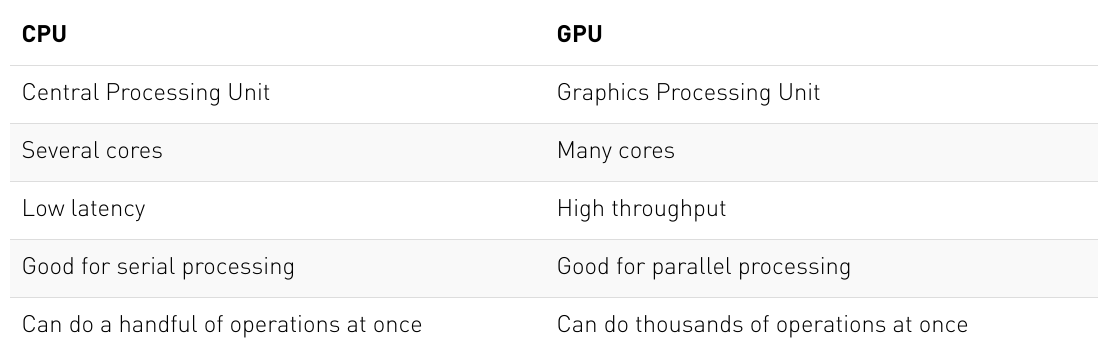 CPU GPU
Central Processing Unit Graphics Processing Unit
Several cores Many cores
Low latency High throughput
Good for serial processing Good for parallel processing
Can do a handful of operations at once Can do thousands of operations at once